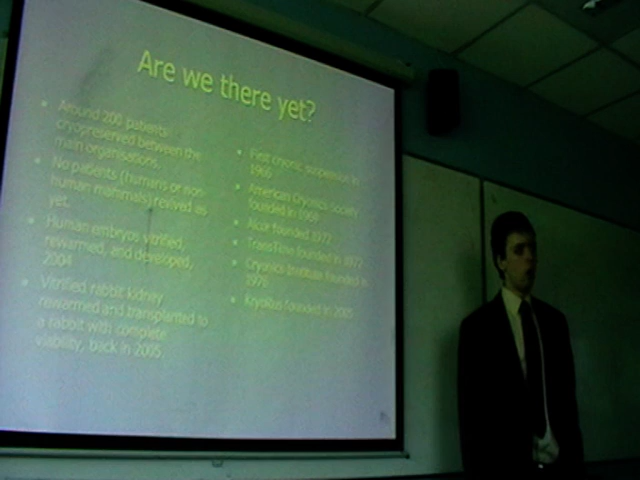 Are we there yet?
Around 200 patients
cryopreserved between the
main organisations.
No patients (humans or non-
human mammals) revived as
yet.
Human embryos vitrified,
rewarmed, and developed,
2004
Vitrified rabbit kidney
rewarmed and transplanted to
a rabbit with complete
viability, back in 2005.
First cryonic suspension in
American Cryonics Society
founded in 1969
Alcor founded 1972
TransTime founded in 1972
Cryonics Institute founded in
1976
KryoRus founded in 2005